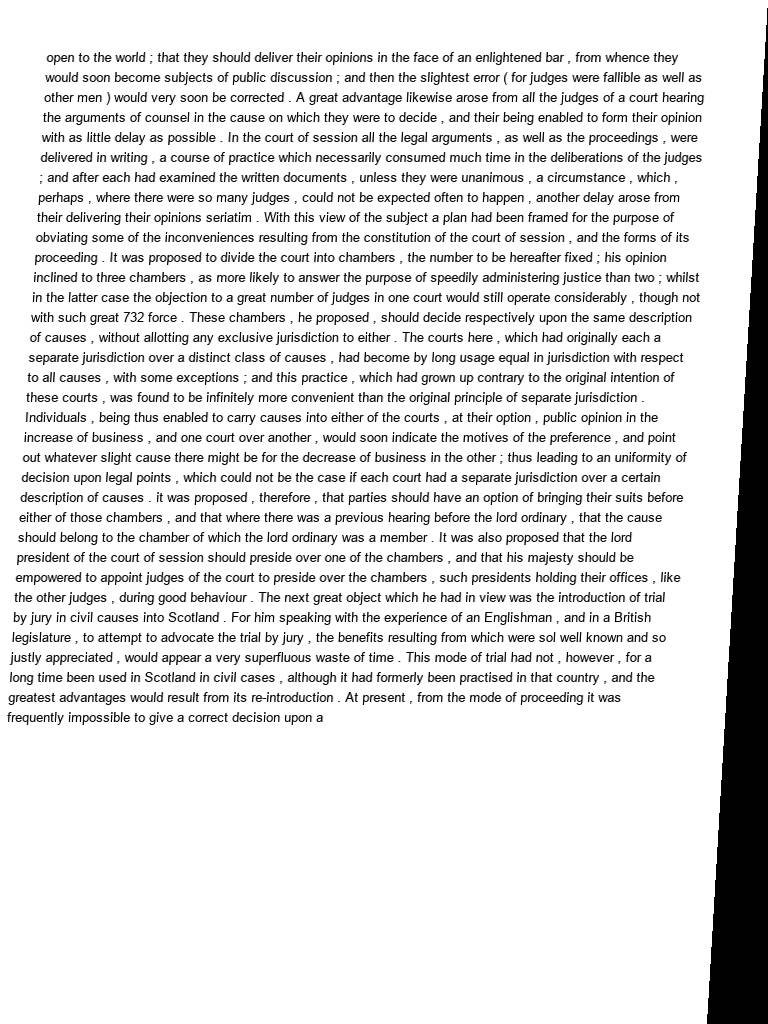 open to the world ; that they should deliver their opinions in the face of an enlightened bar , from whence they
would soon become subjects of public discussion ; and then the slightest error ( for judges were fallible as well as
other men ) would very soon be corrected . A great advantage likewise arose from all the judges of a court hearing
the arguments of counsel in the cause on which they were to decide , and their being enabled to form their opinion
with as little delay as possible . In the court of session all the legal arguments , as well as the proceedings , were
delivered in writing , a course of practice which necessarily consumed much time in the deliberations of the judges
; and after each had examined the written documents , unless they were unanimous , a circumstance , which ,
perhaps , where there were so many judges , could not be expected often to happen , another delay arose from
their delivering their opinions seriatim . With this view of the subject a plan had been framed for the purpose of
obviating some of the inconveniences resulting from the constitution of the court of session , and the forms of its
proceeding . It was proposed to divide the court into chambers , the number to be hereafter fixed ; his opinion
inclined to three chambers , as more likely to answer the purpose of speedily administering justice than two ; whilst
in the latter case the objection to a great number of judges in one court would still operate considerably , though not
with such great 732 force . These chambers , he proposed , should decide respectively upon the same description
of causes , without allotting any exclusive jurisdiction to either . The courts here , which had originally each a
separate jurisdiction over a distinct class of causes , had become by long usage equal in jurisdiction with respect
to all causes , with some exceptions ; and this practice , which had grown up contrary to the original intention of
these courts , was found to be infinitely more convenient than the original principle of separate jurisdiction .
Individuals , being thus enabled to carry causes into either of the courts , at their option , public opinion in the
increase of business , and one court over another , would soon indicate the motives of the preference , and point
out whatever slight cause there might be for the decrease of business in the other ; thus leading to an uniformity of
decision upon legal points , which could not be the case if each court had a separate jurisdiction over a certain
description of causes . it was proposed , therefore , that parties should have an option of bringing their suits before
either of those chambers , and that where there was a previous hearing before the lord ordinary , that the cause
should belong to the chamber of which the lord ordinary was a member . It was also proposed that the lord
president of the court of session should preside over one of the chambers , and that his majesty should be
empowered to appoint judges of the court to preside over the chambers , such presidents holding their offices , like
the other judges , during good behaviour . The next great object which he had in view was the introduction of trial
by jury in civil causes into Scotland . For him speaking with the experience of an Englishman , and in a British
legislature , to attempt to advocate the trial by jury , the benefits resulting from which were sol well known and so
justly appreciated , would appear a very superfluous waste of time . This mode of trial had not , however , for a
long time been used in Scotland in civil cases , although it had formerly been practised in that country , and the
greatest advantages would result from its re-introduction . At present , from the mode of proceeding it was
frequently impossible to give a correct decision upon a